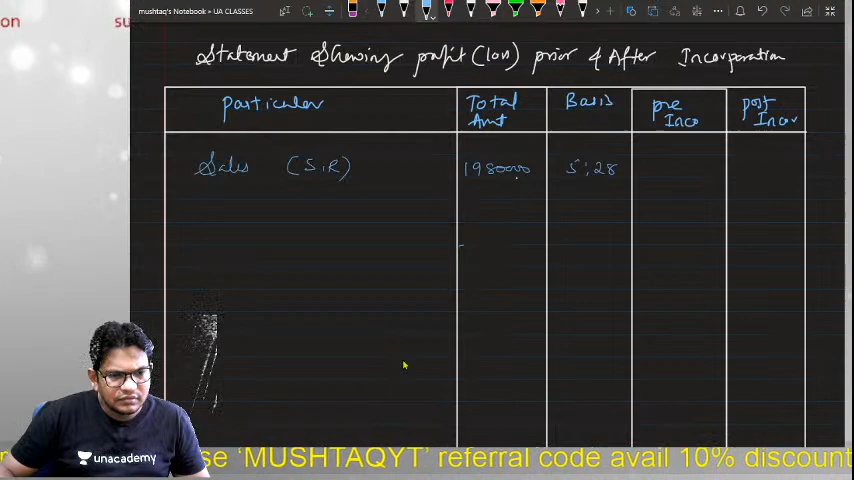 mushtaq's Notebook » UA CLASSES
Statement Showing profit (loss) prior & After Incorporation
Particular Total Amt Basis pre Inco post Incor
Sales (S.R) 1980000 5:28
unacademy
se ‘MUSHTAQYT’ referral code avail 10% discount